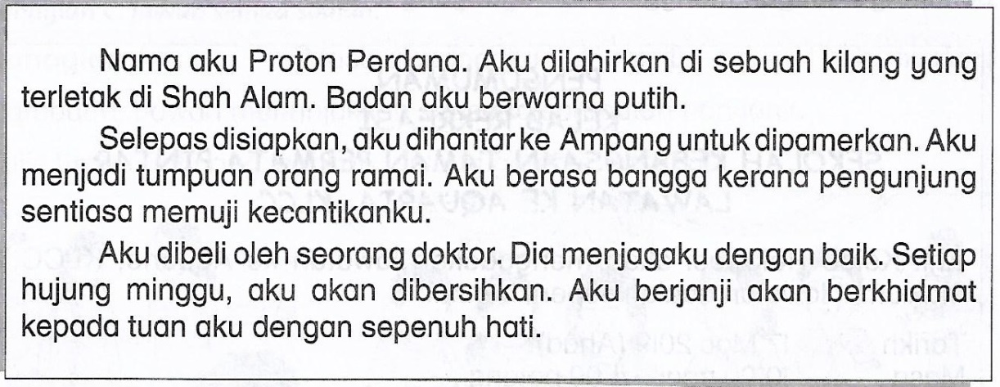 Nama aku Proton Perdana. Aku dilahirkan di sebuah kilang yang
terletak di Shah Alam. Badan aku berwarna putih.
Selepas disiapkan, aku dihantar ke Ampang untuk dipamerkan. Aku
menjadi tumpuan orang ramai. Aku berasa bangga kerana pengunjung
sentiasa memuji kecantikanku.
Aku dibeli oleh seorang doktor. Dia menjagaku dengan baik. Setiap
hujung minggu, aku akan dibersihkan. Aku berjanji akan berkhidmat
kepada tuan aku dengan sepenuh hati.